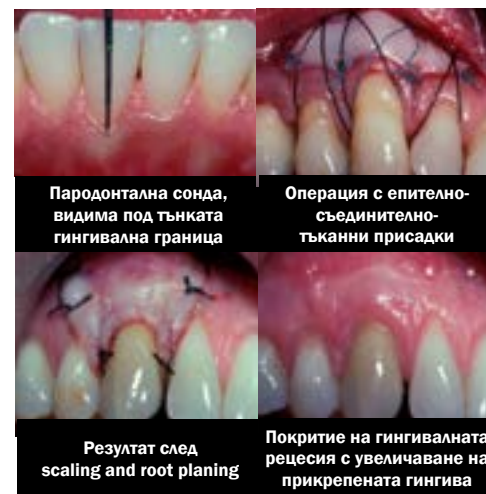 Пародонтална сонда,
видима под тънката
гингивална граница
Операция с епително-
съединително-
тъканни присадки
Резултат след
scaling and root planing
Покритие на гингивалната
рецесия с увеличаване на
прикрепената гингива